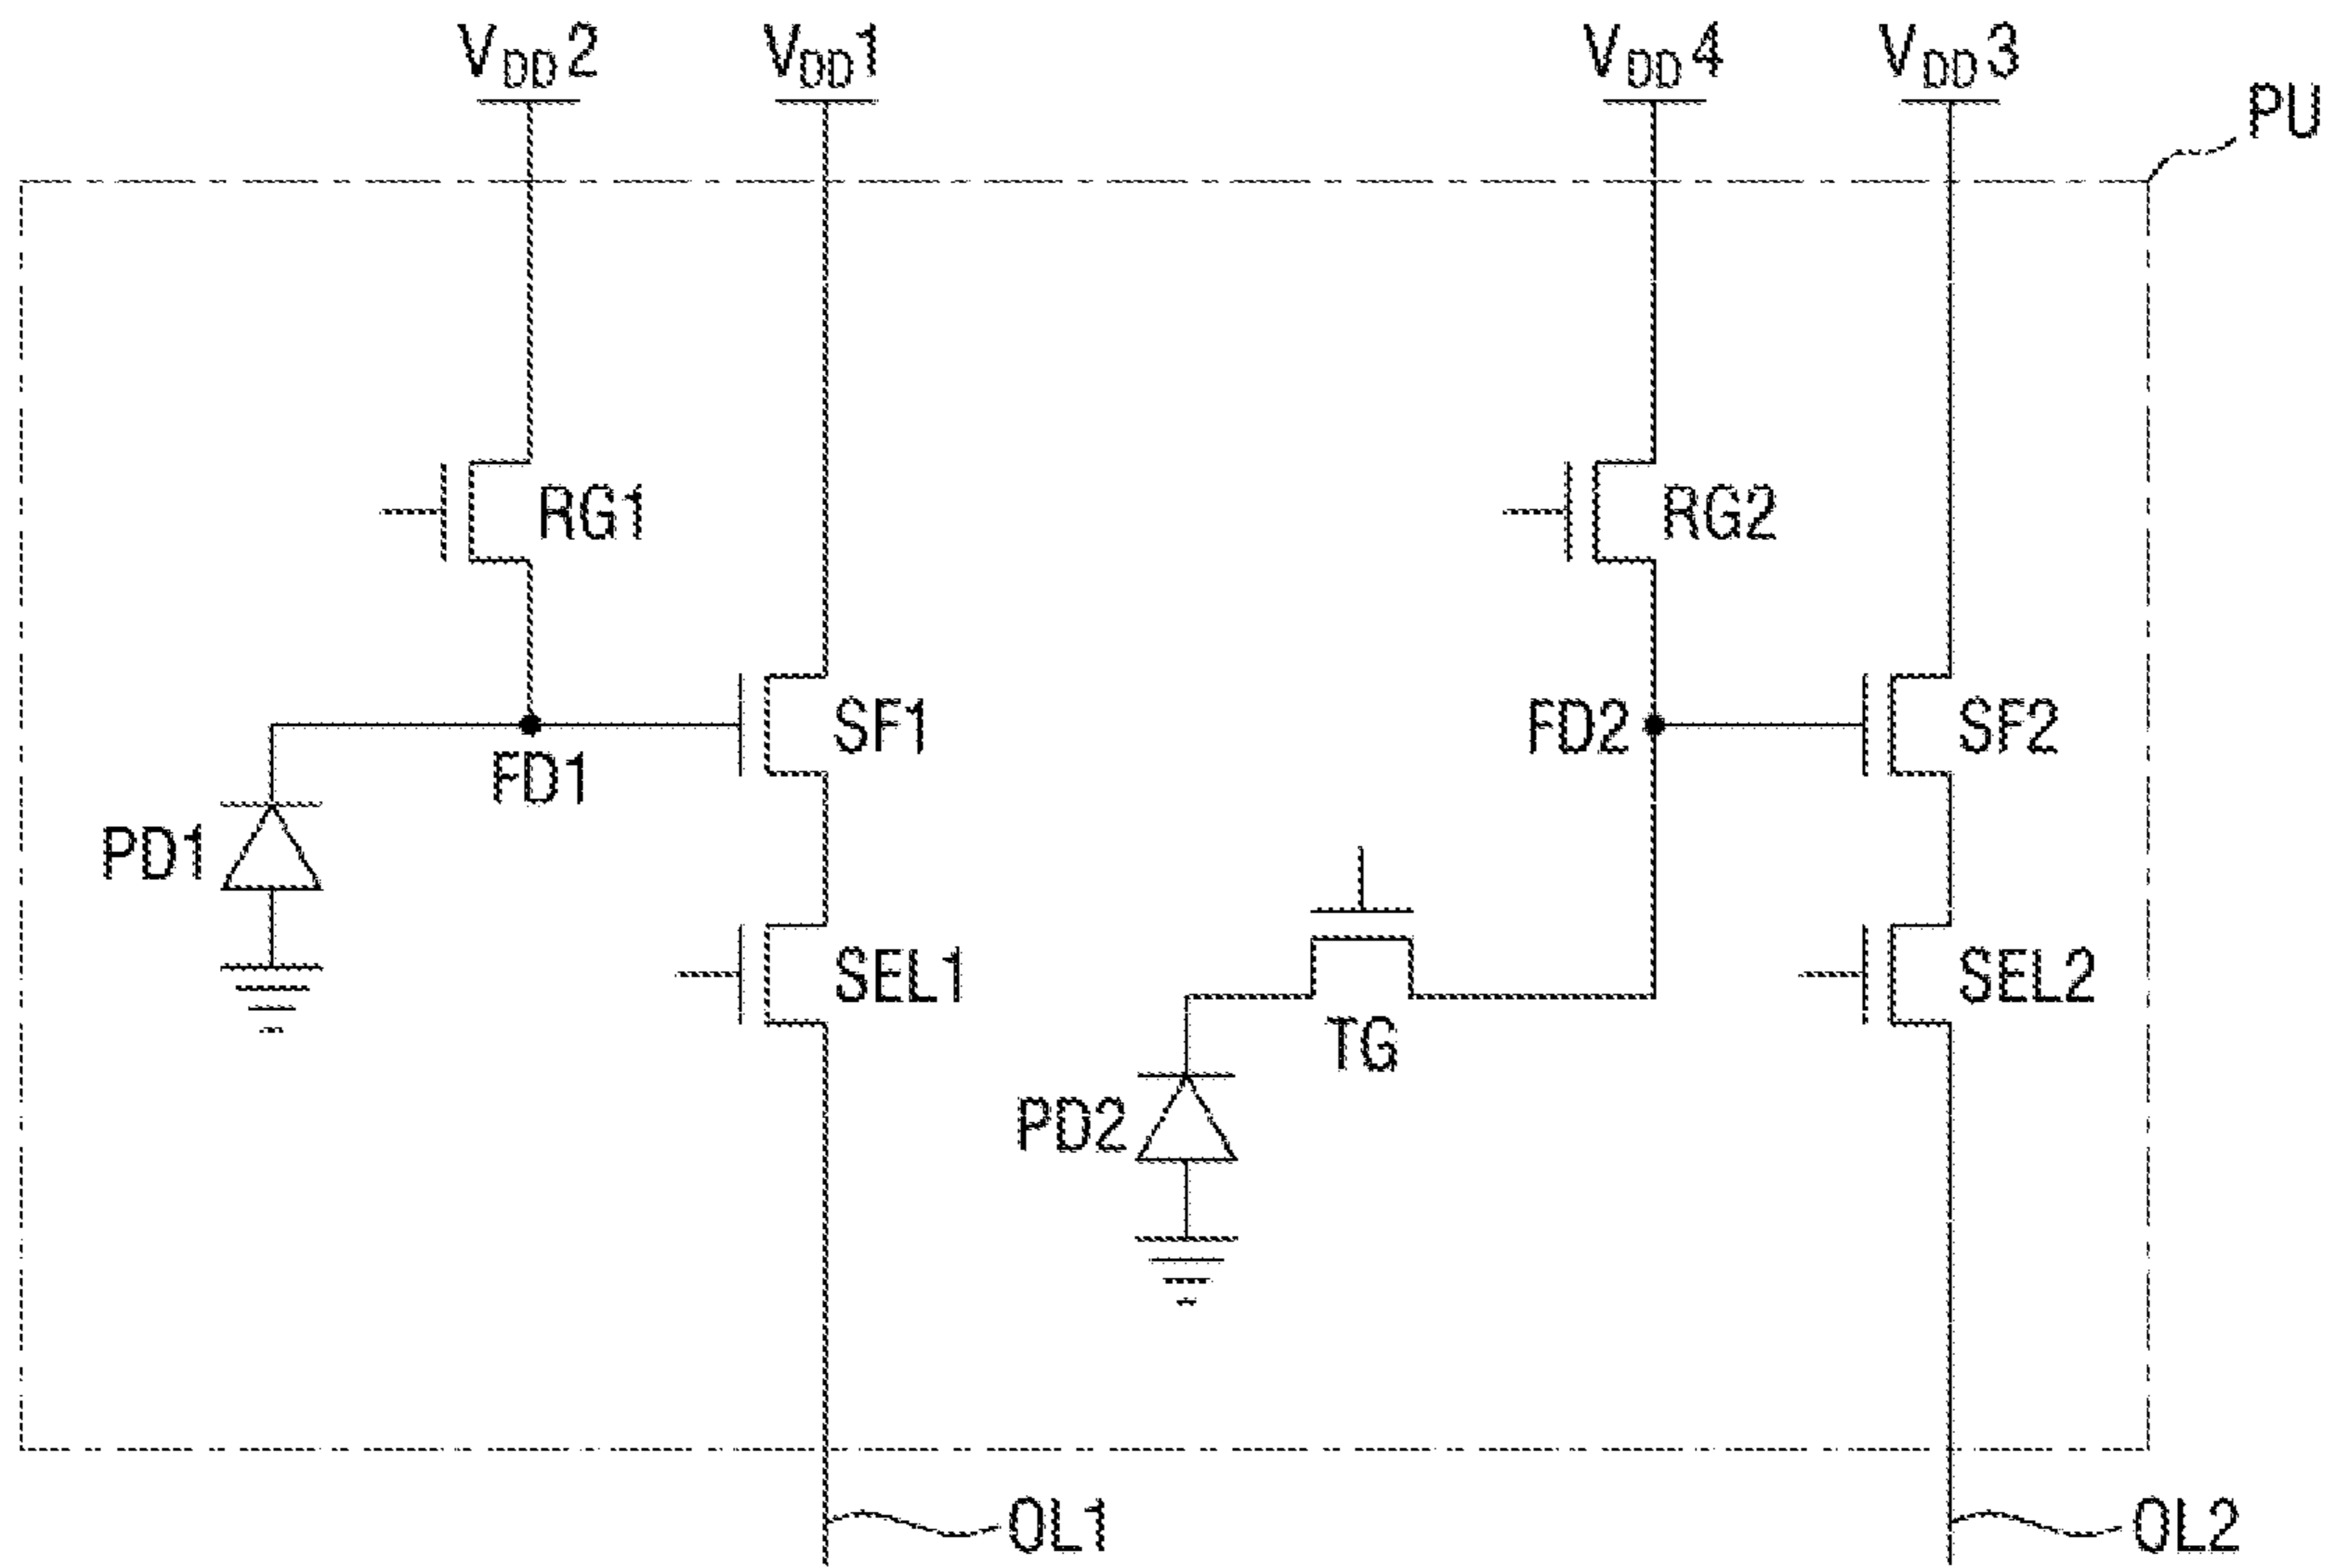 VDD2
VDD1
VDD4
VDD3
PU
RG1
RG2
SF1
FD1
FD2
SF2
PD1
SEL1
SEL2
TG
PD2
OL1
OL2